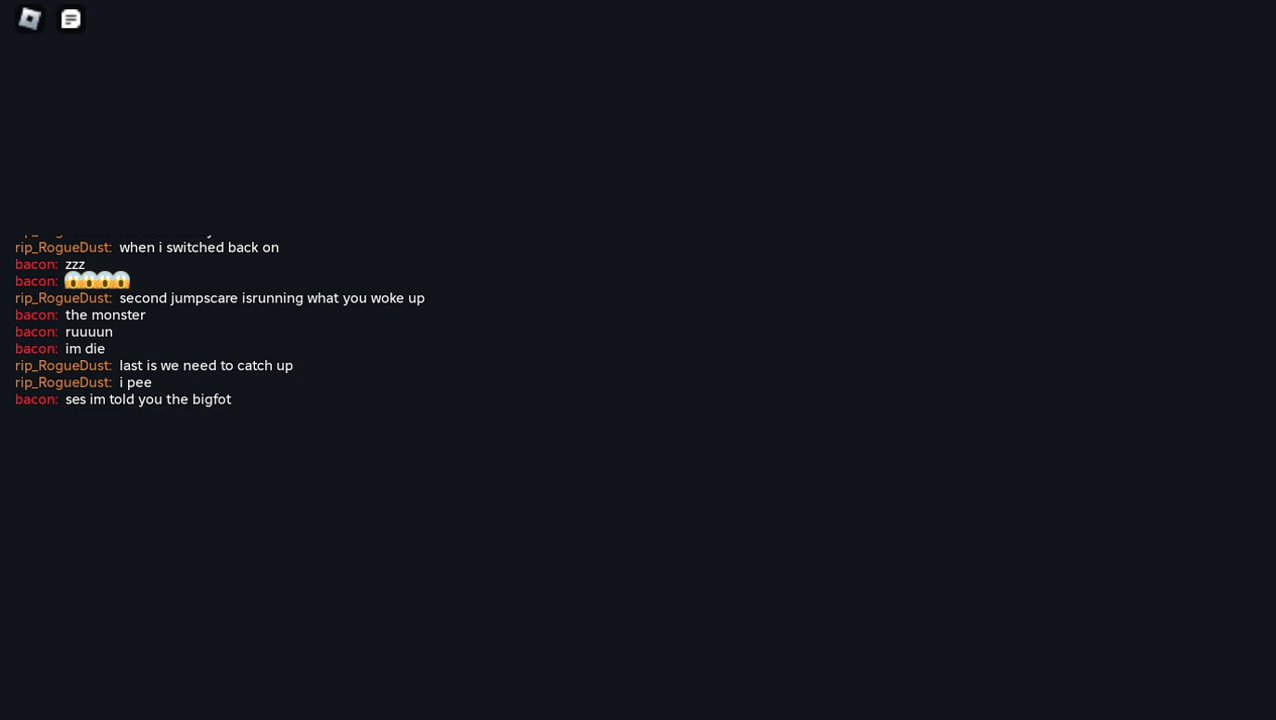 rip_RogueDust: when i switched back on
bacon: zzz
bacon: 😱😱😱😱
rip_RogueDust: second jumpscare isrunning what you woke up
bacon: the monster
bacon: ruuuun
bacon: im die
rip_RogueDust: last is we need to catch up
rip_RogueDust: i pee
bacon: ses im told you the bigfot